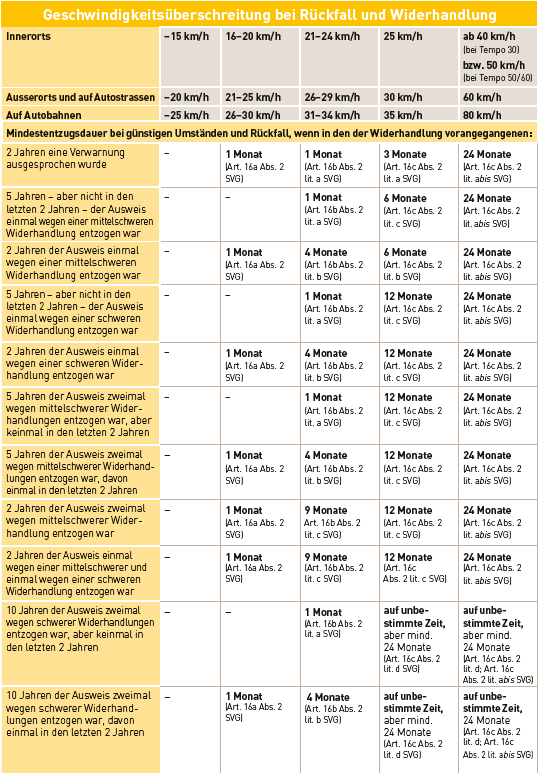 Geschwindigkeitsüberschreitung bei Rückfall und Widerhandlung
Innerorts –15 km/h 16–20 km/h 21–24 km/h 25 km/h ab 40 km/h
(bei Tempo 30)
bzw. 50 km/h
(bei Tempo 50/60)
Ausserorts und auf Autostrassen –20 km/h 21–25 km/h 26–29 km/h 30 km/h 60 km/h
Auf Autobahnen –25 km/h 26–30 km/h 31–34 km/h 35 km/h 80 km/h
Mindestentzugsdauer bei günstigen Umständen und Rückfall, wenn in den der Widerhandlung vorangegangenen:
2 Jahren eine Verwarnung – 1 Monat 1 Monat 3 Monate 24 Monate
ausgesprochen wurde (Art. 16a Abs. 2 (Art. 16b Abs. 2 (Art. 16c Abs. 2 (Art. 16c Abs. 2
SVG) lit. a SVG) lit. a SVG) lit. abis SVG)
5 Jahren – aber nicht in den – – 1 Monat 6 Monate 24 Monate
letzten 2 Jahren – der Ausweis (Art. 16b Abs. 2 (Art. 16c Abs. 2 (Art. 16c Abs. 2
einmal wegen einer mittelschweren lit. a SVG) lit. c SVG) lit. abis SVG)
Widerhandlung entzogen war
2 Jahren der Ausweis einmal – 1 Monat 4 Monate 6 Monate 24 Monate
wegen einer mittelschweren (Art. 16a Abs. 2 (Art. 16b Abs. 2 (Art. 16c Abs. 2 (Art. 16c Abs. 2
Widerhandlung entzogen war SVG) lit. b SVG) lit. b SVG) lit. abis SVG)
5 Jahren – aber nicht in den – – 1 Monat 12 Monate 24 Monate
letzten 2 Jahren – der Ausweis (Art. 16b Abs. 2 (Art. 16c Abs. 2 (Art. 16c Abs. 2
einmal wegen einer schweren lit. a SVG) lit. c SVG) lit. abis SVG)
Widerhandlung entzogen war
2 Jahren der Ausweis einmal – 1 Monat 4 Monate 12 Monate 24 Monate
wegen einer schweren Wider- (Art. 16a Abs. 2 (Art. 16b Abs. 2 (Art. 16c Abs. 2 (Art. 16c Abs. 2
handlung entzogen war SVG) lit. b SVG) lit. c SVG) lit. abis SVG)
5 Jahren der Ausweis zweimal – – 1 Monat 12 Monate 24 Monate
wegen mittelschwerer Wider- (Art. 16b Abs. 2 (Art. 16c Abs. 2 (Art. 16c Abs. 2
handlungen entzogen war, aber lit. a SVG) lit. c SVG) lit. abis SVG)
keinmal in den letzten 2 Jahren
5 Jahren der Ausweis zweimal – 1 Monat 4 Monate 12 Monate 24 Monate
wegen mittelschwerer Widerhand- (Art. 16a Abs. 2 (Art. 16b Abs. 2 (Art. 16c Abs. 2 (Art. 16c Abs. 2
lungen entzogen war, davon SVG) lit. b SVG) lit. c SVG) lit. abis SVG)
einmal in den letzten 2 Jahren
2 Jahren der Ausweis zweimal – 1 Monat 9 Monate 12 Monate 24 Monate
wegen mittelschwerer Wider- (Art. 16a Abs. 2 Art. 16b Abs. 2 (Art. 16c Abs. 2 (Art. 16c Abs. 2
handlung entzogen war SVG) lit. c SVG) lit. c SVG) lit. abis SVG)
2 Jahren der Ausweis einmal – 1 Monat 9 Monate 12 Monate 24 Monate
wegen einer mittelschwerer und (Art. 16a Abs. 2 (Art. 16b Abs. 2 (Art. 16c (Art. 16c Abs. 2
einmal wegen einer schweren SVG) lit. c SVG) Abs. 2 lit. c SVG) lit. abis SVG)
Widerhandlung entzogen war
10 Jahren der Ausweis zweimal – – 1 Monat auf unbe- auf unbe-
wegen schwerer Widerhandlungen (Art. 16b Abs. 2 stimmte Zeit, stimmte Zeit,
entzogen war, aber keinmal in lit. a SVG) aber mind. aber mind.
den letzten 2 Jahren 24 Monate 24 Monate
(Art. 16c Abs. 2 (Art. 16c Abs. 2
lit. d SVG) lit. d; Art. 16c
Abs. 2 lit. abis SVG)
10 Jahren der Ausweis zweimal – 1 Monat 4 Monate auf unbe- auf unbe-
wegen schwerer Widerhand- (Art. 16a Abs. 2 (Art. 16b Abs. 2 stimmte Zeit, stimmte Zeit,
lungen entzogen war, davon SVG) lit. b SVG) aber mind. 24 Monate
einmal in den letzten 2 Jahren 24 Monate (Art. 16c Abs. 2
(Art. 16c Abs. 2 lit. d; Art. 16c
lit. d SVG) Abs. 2 lit. abis SVG)